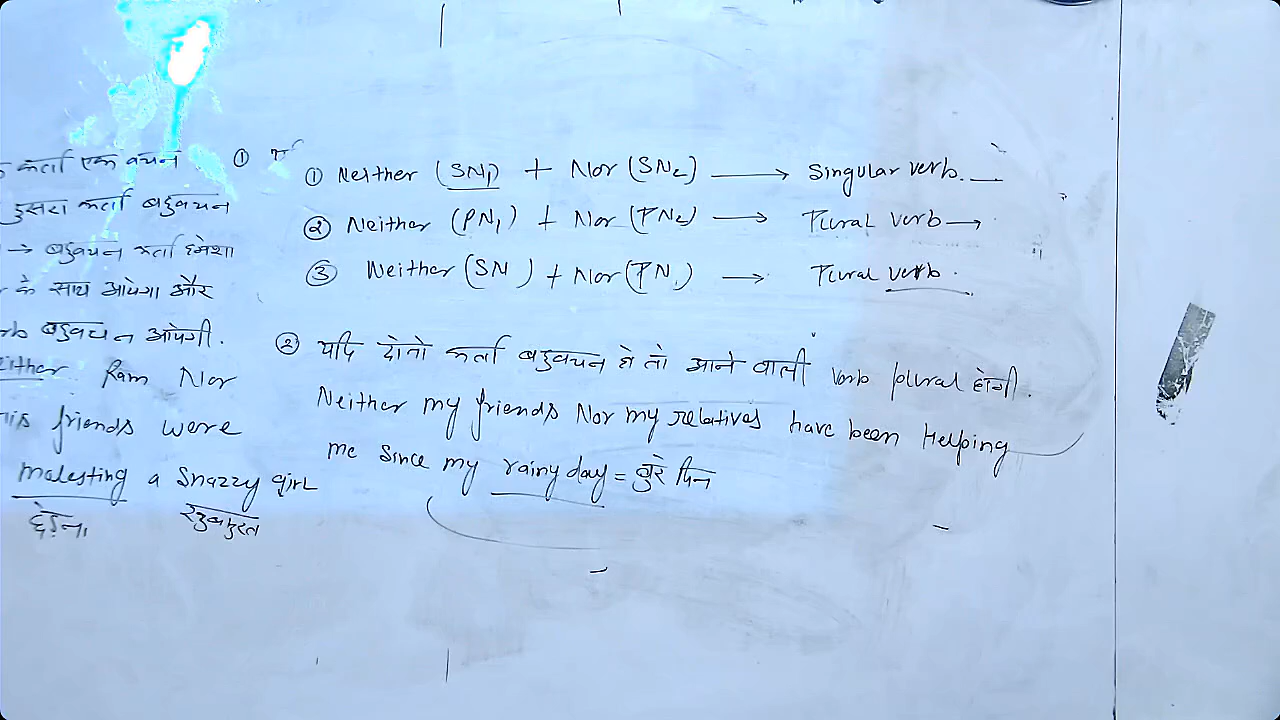 कर्ता एक वचन
दुसरा कर्ता बहुवचन
→ बहुवचन कर्ता हमेशा
के साथ आयेगा और
बहुवचन आयेगी.
Ram Nor
friends were
malesting a Snazzy girl
छेड़ना खुबसुरत
①
① Neither (SN1) + Nor (SN2) → Singular verb.
② Neither (PN1) + Nor (PN2) → Plural verb →
③ Neither (SN ) + Nor (PN ) → Plural verb.
② यदि दोनो कर्ता बहुवचन हो तो आने वाली verb plural होगी.
Neither my friends Nor my relatives have been Helping
me since my rainy day = बुरे दिन